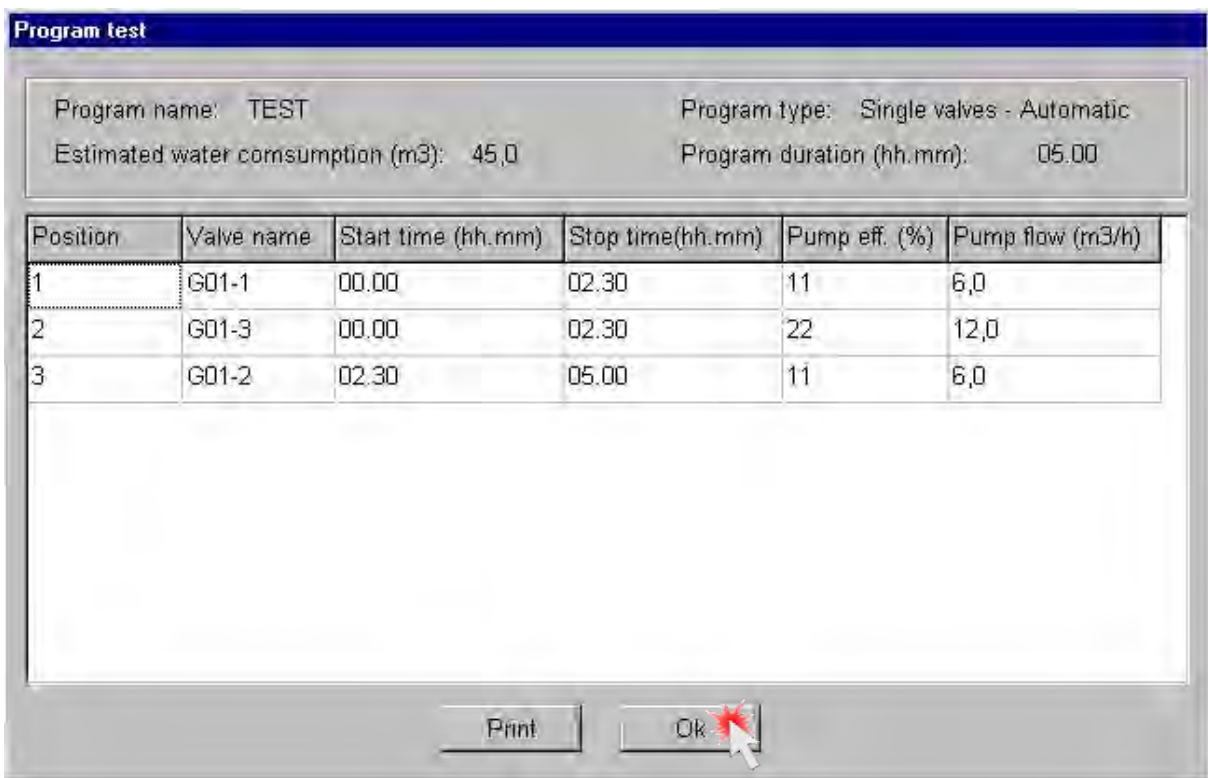 Program test
Program name: TEST Program type: Single valves - Automatic
Estimated water comsumption (m3): 45,0 Program duration (hh.mm): 05.00
Position Valve name Start time (hh.mm) Stop time(hh.mm) Pump eff. (%) Pump flow (m3/h)
1 G01-1 00.00 02.30 11 6,0
2 G01-3 00.00 02.30 22 12,0
3 G01-2 02.30 05.00 11 6,0
Print Ok